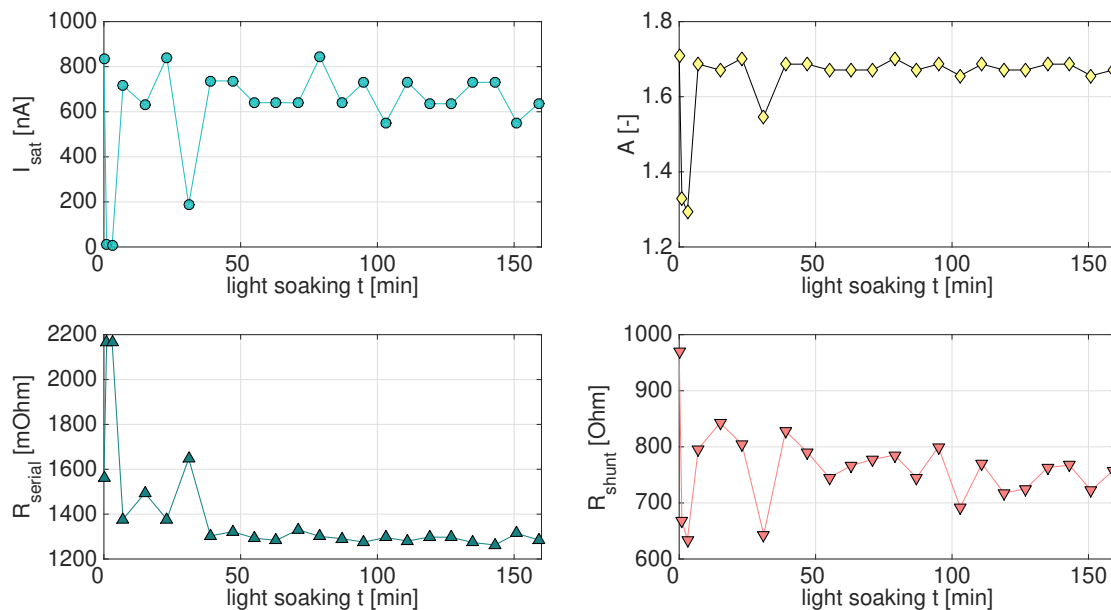 1000
800
600
400
200
0
I_sat [nA]
0 50 100 150
light soaking t [min]
1.8
1.6
1.4
1.2
A [-]
0 50 100 150
light soaking t [min]
2200
2000
1800
1600
1400
1200
R_serial [mOhm]
0 50 100 150
light soaking t [min]
1000
900
800
700
600
R_shunt [Ohm]
0 50 100 150
light soaking t [min]